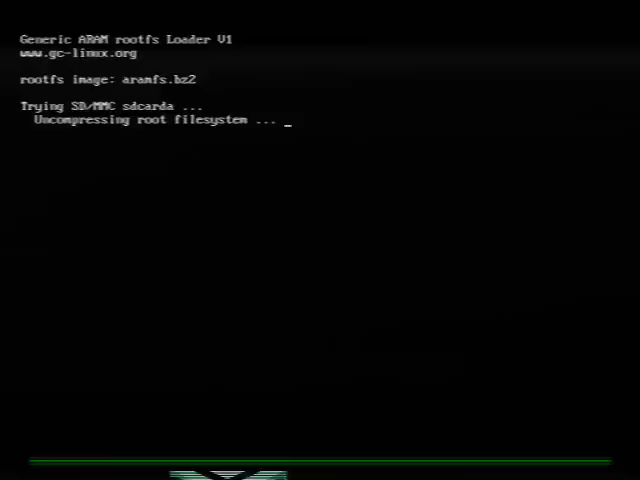 Generic ARAM rootfs Loader V1
www.gc-linux.org
rootfs image: aramfs.bz2
Trying SD/MMC sdcarda ...
Uncompressing root filesystem ... _